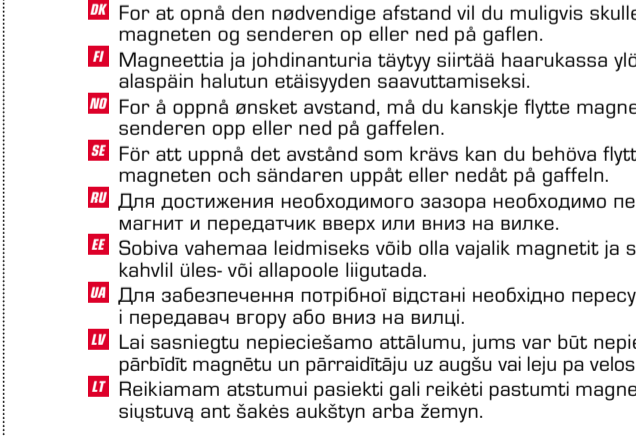 DK For at opnå den nødvendige afstand vil du muligvis skulle
magneten og senderen op eller ned på gaflen.
FI Magneettia ja johdinanturia täytyy siirtää haarukassa ylö
alaspäin halutun etäisyyden saavuttamiseksi.
NO For å oppnå ønsket avstand, må du kanskje flytte magne
senderen opp eller ned på gaffelen.
SE För att uppnå det avstånd som krävs kan du behöva flytt
magneten och sändaren uppåt eller nedåt på gaffeln.
RU Для достижения необходимого зазора необходимо пе
магнит и передатчик вверх или вниз на вилке.
EE Sobiva vahemaa leidmiseks võib olla vajalik magnetit ja s
kahvlil üles- või allapoole liigutada.
UA Для забезпечення потрібної відстані необхідно пересу
і передавач вгору або вниз на вилці.
LV Lai sasniegtu nepieciešamo attālumu, jums var būt nepie
pārbīdīt magnētu un pārraidītāju uz augšu vai leju pa velos
LT Reikiamam atstumui pasiekti gali reikėti pastumti magne
siųstuvą ant šakės aukštyn arba žemyn.